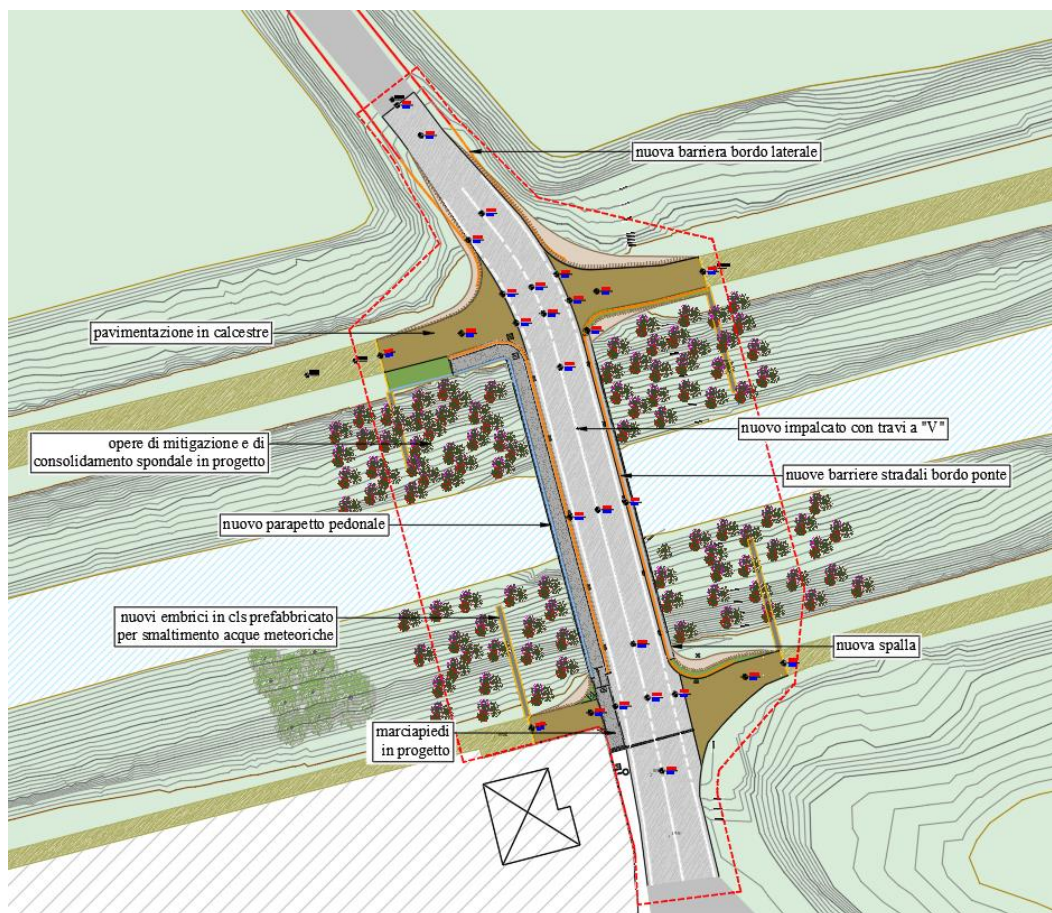 nuova barriera bordo laterale
pavimentazione in calcestre
nuovo impalcato con travi a "V"
opere di mitigazione e di
consolidamento spondale in progetto
nuove barriere stradali bordo ponte
nuovo parapetto pedonale
nuovi embrici in cls prefabbricato
per smaltimento acque meteoriche
nuova spalla
marciapiedi
in progetto